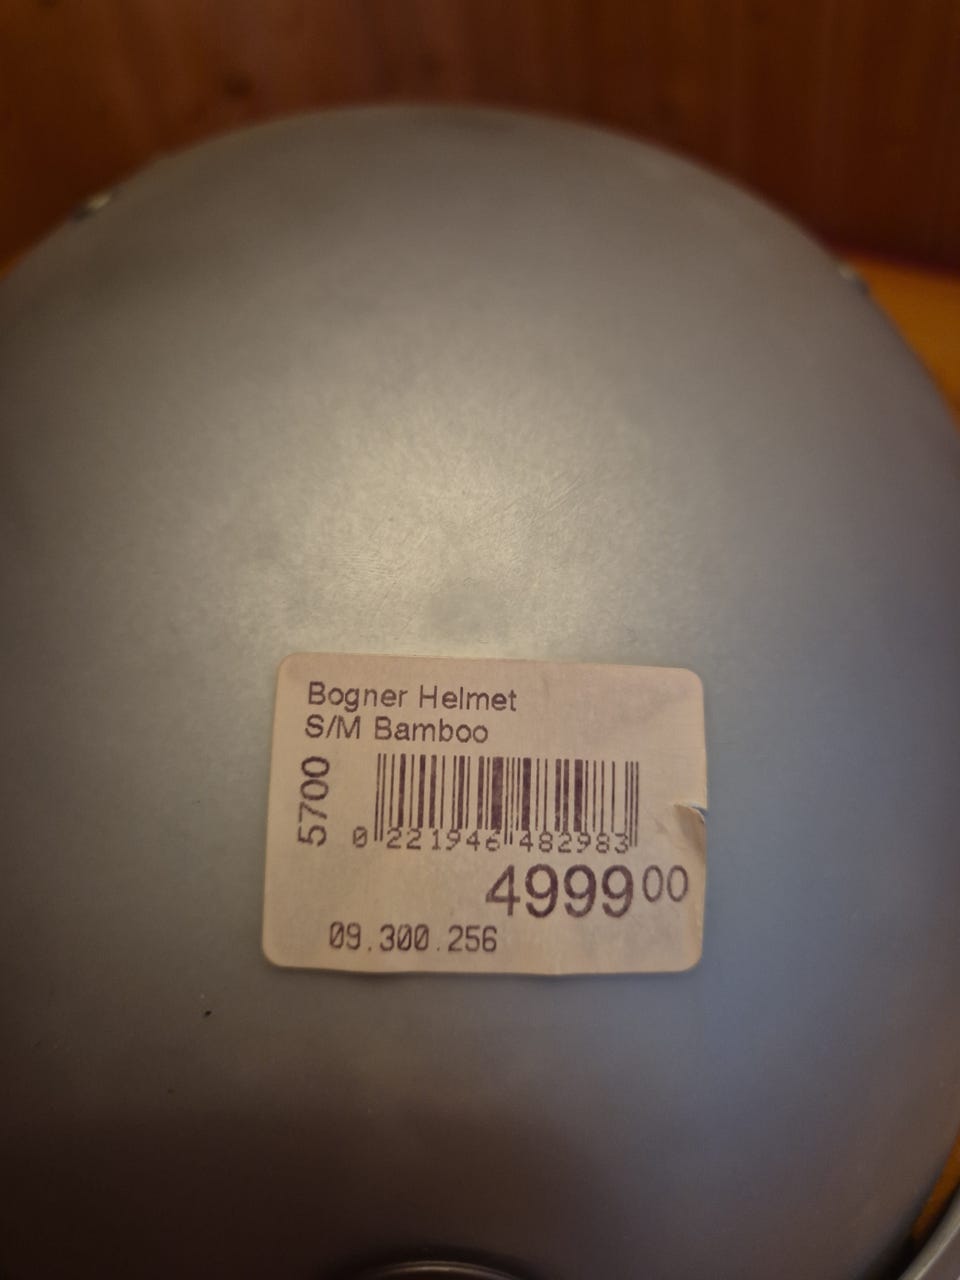 Bogner Helmet
S/M Bamboo
5700
0 221946 482983
4999 00
09.300.256